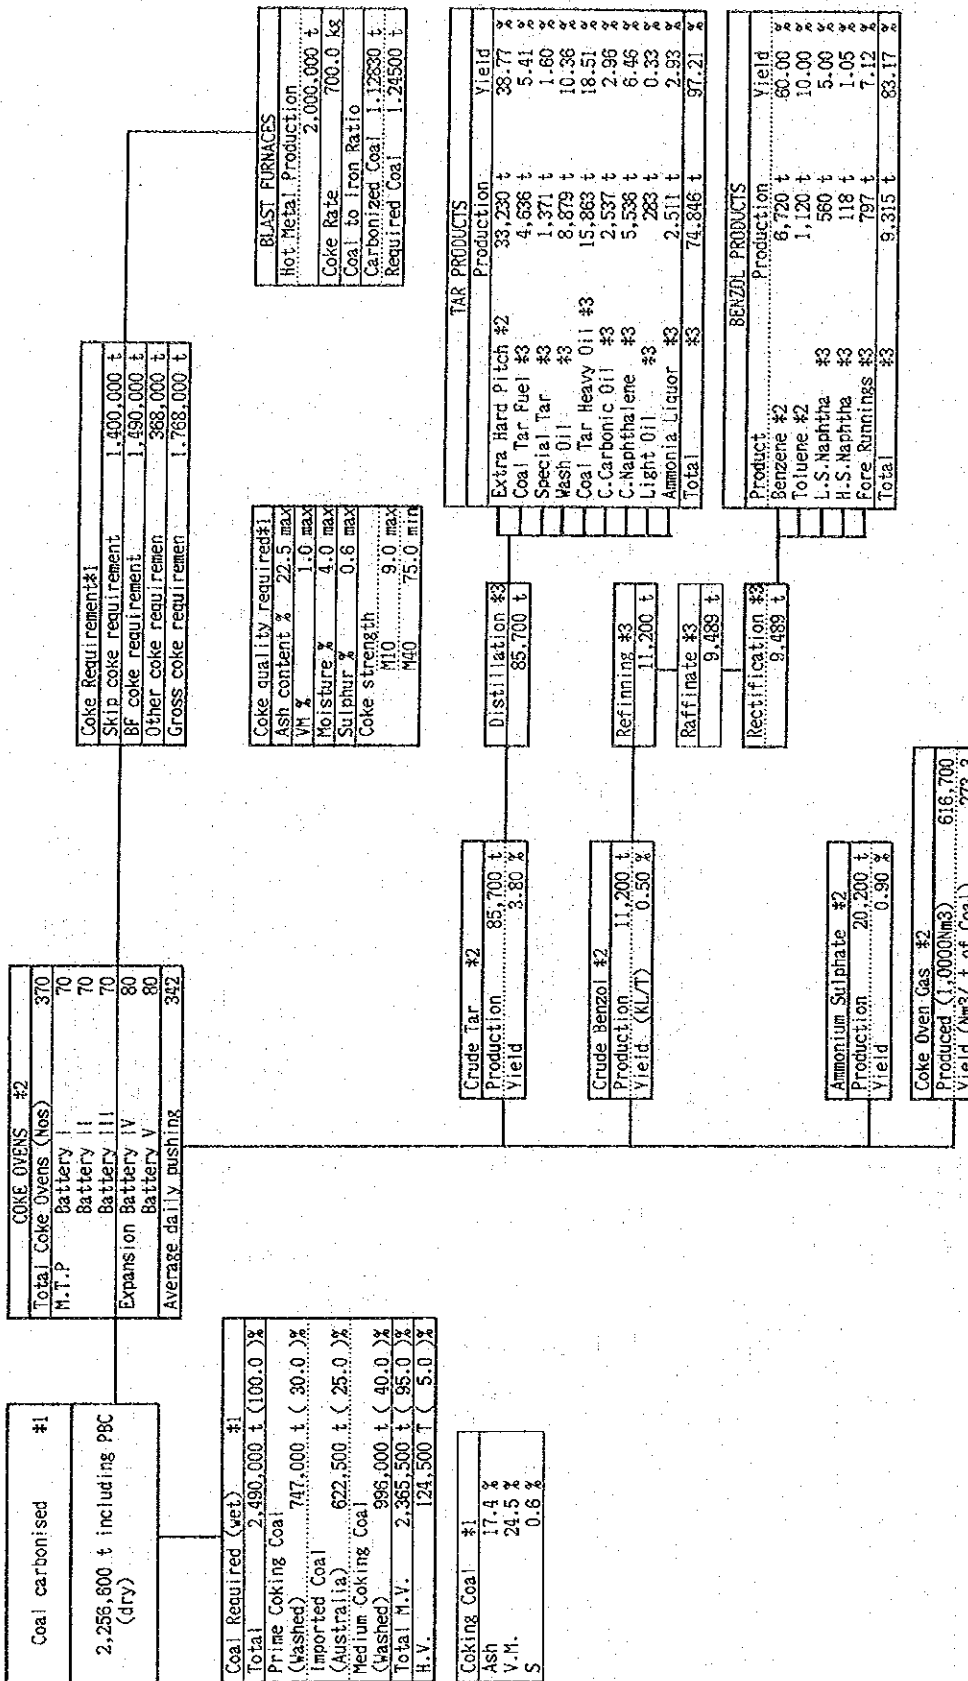 Coal carbonised *1
2,256,600 t including PBC
(dry)
Coal Required (wet) *1
Total 2,490,000 t (100.0 )%
Prime Coking Coal
(Washed) 747,000 t ( 30.0 )%
Imported Coal
(Australia) 622,500 t ( 25.0 )%
Medium Coking Coal
(Washed) 996,000 t ( 40.0 )%
Total M.V. 2,365,500 t ( 95.0 )%
H.V. 124,500 T ( 5.0 )%
Coking Coal *1
Ash 17.4 %
V.M. 24.5 %
S 0.6 %
COKE OVENS *2
Total Coke Ovens (Nos) 370
M.T.P Battery I 70
Battery II 70
Battery III 70
Expansion Battery IV 80
Battery V 80
Average daily pushing 342
Crude Tar *2
Production 85,700 t
Yield 3.80 %
Crude Benzol *2
Production 11,200 t
Yield (KL/T) 0.50 %
Ammonium Sulphate *2
Production 20,200 t
Yield 0.90 %
Coke Oven Gas *2
Produced (1,0000Nm3) 616,700
Yield (Nm3/ t of Coal) 273.3
Coke Requirement*1
Skip coke requirement 1,400,000 t
BF coke requirement 1,490,000 t
Other coke requiremen 368,000 t
Gross coke requiremen 1,768,000 t
Coke quality required*1
Ash content % 22.5 max
VM % 1.0 max
Moisture % 4.0 max
Sulphur % 0.6 max
Coke strength
M10 9.0 max
M40 75.0 min
Distillation *3
85,700 t
Refinning *3
11,200 t
Raffinate *3
9,489 t
Rectification *3
9,489 t
BLAST FURNACES
Hot Metal Production
2,000,000 t
Coke Rate 700.0 kg
Coal to Iron Ratio
Carbonized Coal 1.12830 t
Required Coal 1.24500 t
TAR PRODUCTS
Production Yield
Extra Hard Pitch *2 33,230 t 38.77 %
Coal Tar Fuel *3 4,636 t 5.41 %
Special Tar *3 1,371 t 1.60 %
Wash Oil *3 8,879 t 10.36 %
Coal Tar Heavy Oil *3 15,863 t 18.51 %
C.Carbonic Oil *3 2,537 t 2.96 %
C.Naphthalene *3 5,536 t 6.46 %
Light Oil *3 283 t 0.33 %
Ammonia Liquor *3 2,511 t 2.93 %
Total *3 74,846 t 97.21 %
BENZOL PRODUCTS
Product Production Yield
Benzene *2 6,720 t 60.00 %
Toluene *2 1,120 t 10.00 %
L.S.Naphtha *3 560 t 5.00 %
H.S.Naphtha *3 118 t 1.05 %
Fore Runnings *3 797 t 7.12 %
Total *3 9,315 t 83.17 %